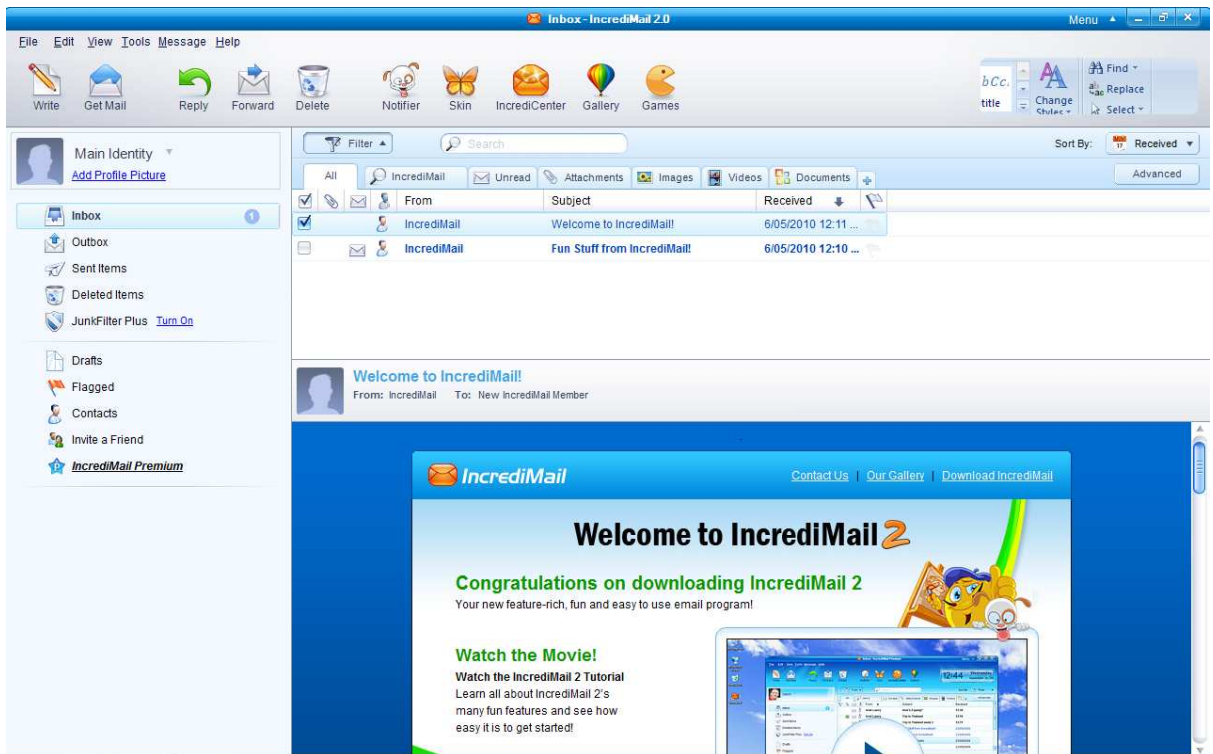 Inbox - IncrediMail 2.0
Menu
File Edit View Tools Message Help
Write Get Mail Reply Forward Delete Notifier Skin IncrediCenter Gallery Games
bCc.
title
Change
Styles
Find
Replace
Select
Main Identity
Add Profile Picture
Filter Search Sort By: Received
All IncrediMail Unread Attachments Images Videos Documents Advanced
From Subject Received
IncrediMail Welcome to IncrediMail! 6/05/2010 12:11 ...
IncrediMail Fun Stuff from IncrediMail! 6/05/2010 12:10 ...
Inbox 1
Outbox
Sent Items
Deleted Items
JunkFilter Plus Turn On
Drafts
Flagged
Contacts
Invite a Friend
IncrediMail Premium
Welcome to IncrediMail!
From: IncrediMail To: New IncrediMail Member
IncrediMail Contact Us | Our Gallery | Download IncrediMail
Welcome to IncrediMail 2
Congratulations on downloading IncrediMail 2
Your new feature-rich, fun and easy to use email program!
Watch the Movie!
Watch the IncrediMail 2 Tutorial
Learn all about IncrediMail 2's
many fun features and see how
easy it is to get started!
12:44